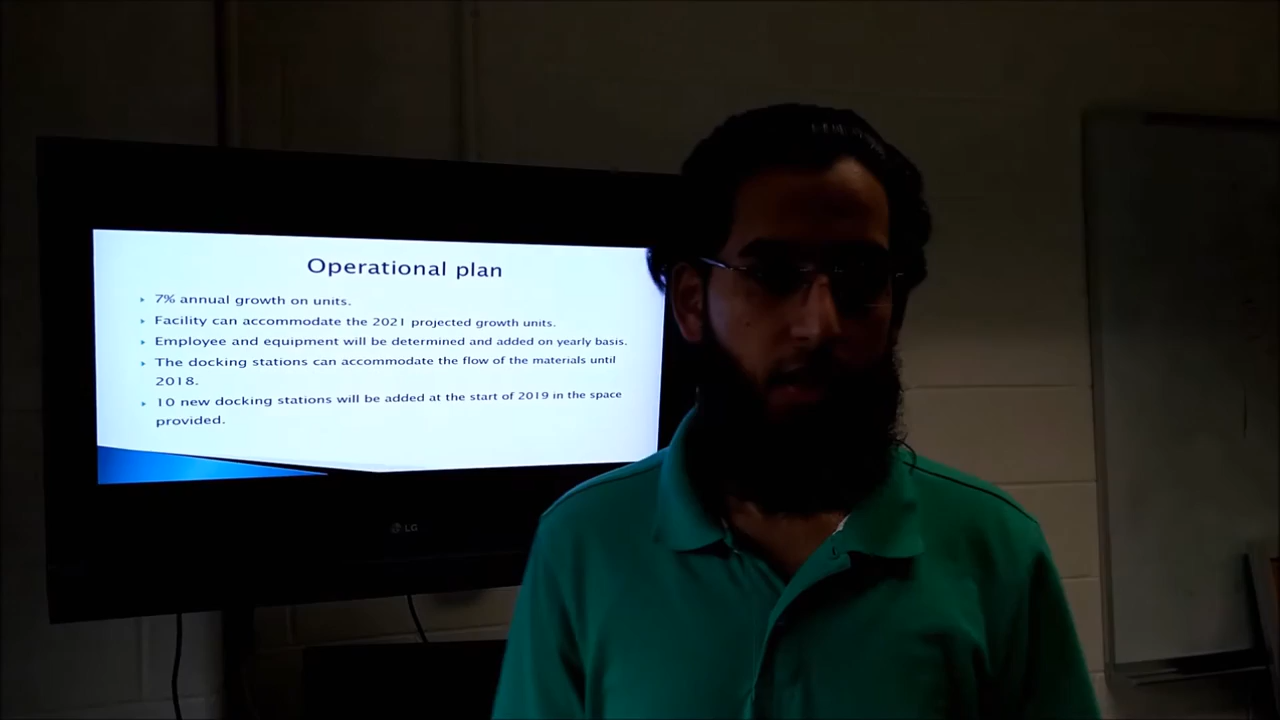 Operational plan
7% annual growth on units.
Facility can accommodate the 2021 projected growth units.
Employee and equipment will be determined and added on yearly basis.
The docking stations can accommodate the flow of the materials until
2018.
10 new docking stations will be added at the start of 2019 in the space
provided.
LG